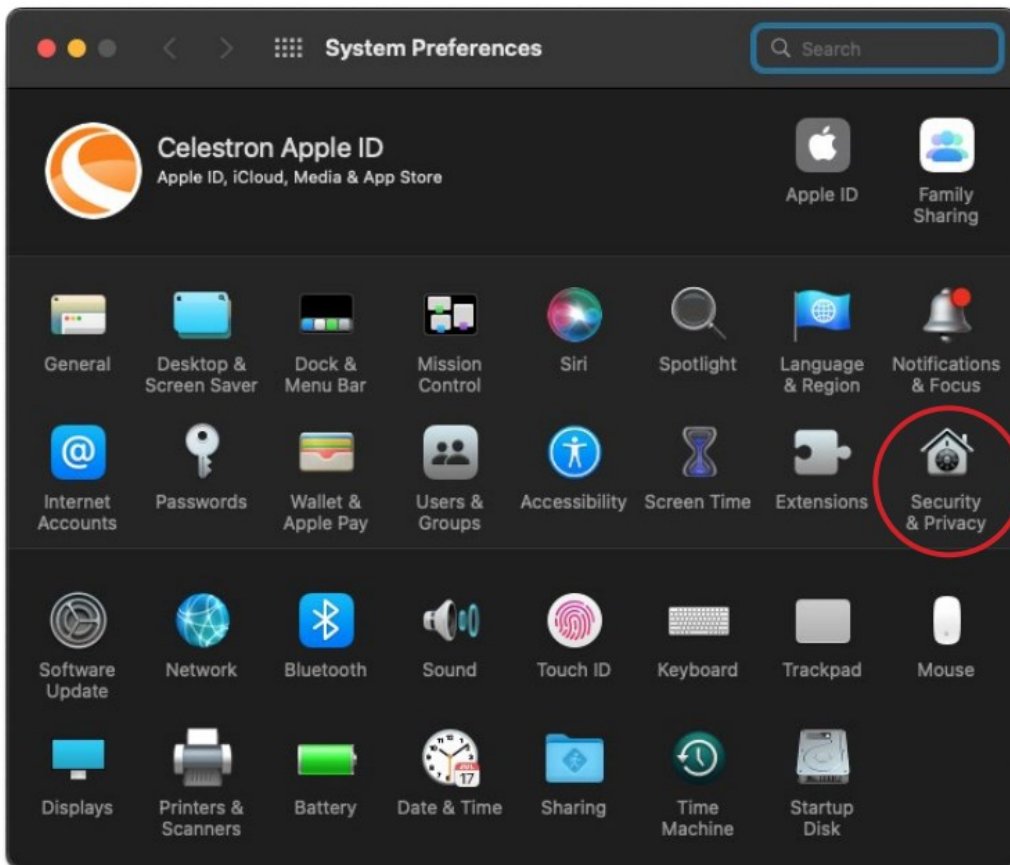 System Preferences
Search
Celestron Apple ID
Apple ID, iCloud, Media & App Store
Apple ID
Family
Sharing
General
Desktop &
Screen Saver
Dock &
Menu Bar
Mission
Control
Siri
Spotlight
Language
& Region
Notifications
& Focus
@
Internet
Accounts
Passwords
Wallet &
Apple Pay
Users &
Groups
Accessibility
Screen Time
Extensions
Security
& Privacy
Software
Update
Network
Bluetooth
Sound
Touch ID
Keyboard
Trackpad
Mouse
Displays
Printers &
Scanners
Battery
JUL
17
Date & Time
Sharing
Time
Machine
Startup
Disk